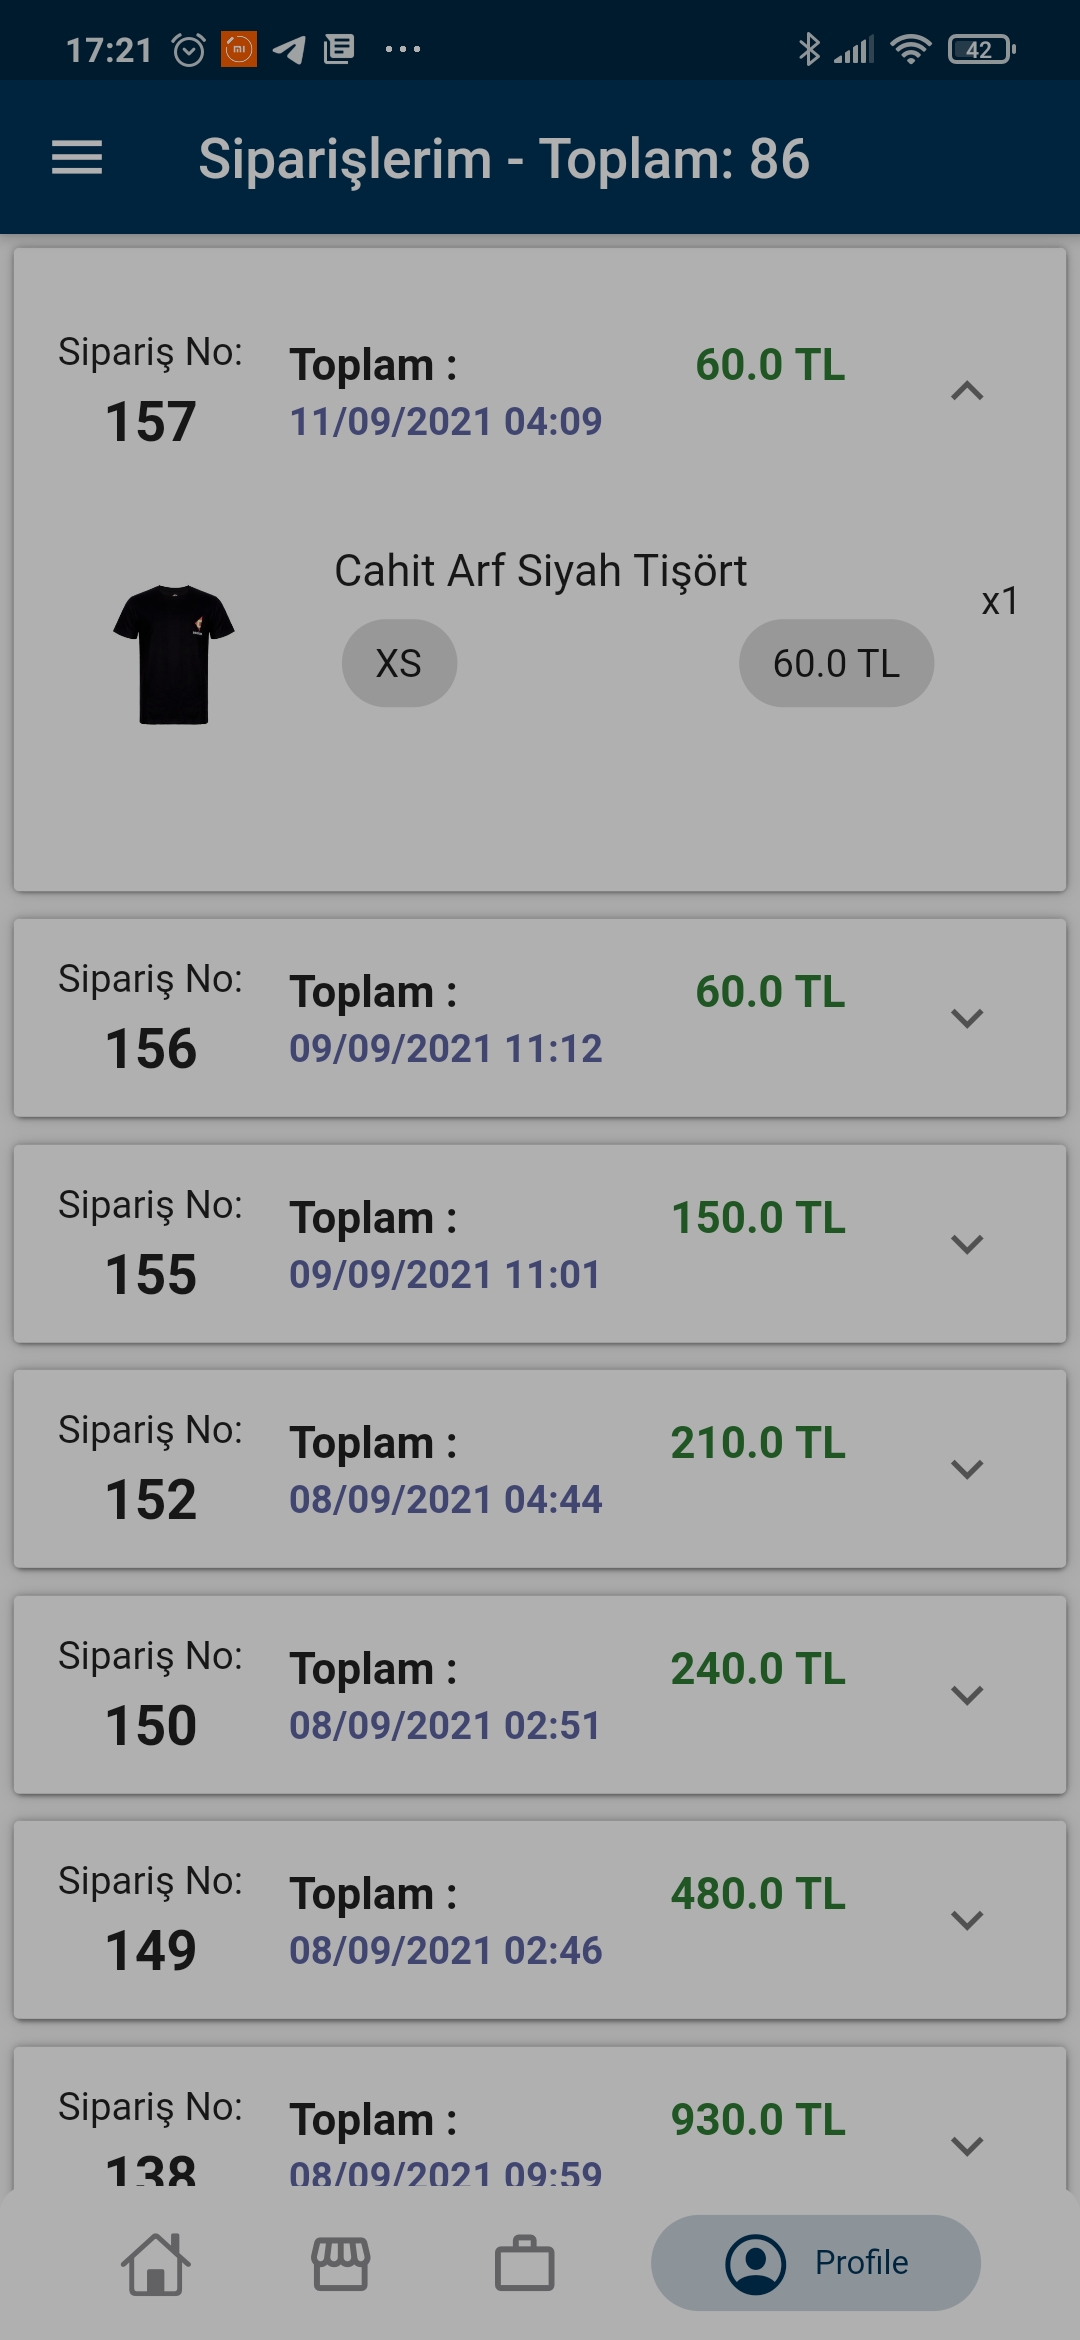 17:21
42
Siparişlerim - Toplam: 86
Sipariş No:
157
Toplam :
60.0 TL
11/09/2021 04:09
Cahit Arf Siyah Tişört
x1
XS
60.0 TL
Sipariş No:
156
Toplam :
60.0 TL
09/09/2021 11:12
Sipariş No:
155
Toplam :
150.0 TL
09/09/2021 11:01
Sipariş No:
152
Toplam :
210.0 TL
08/09/2021 04:44
Sipariş No:
150
Toplam :
240.0 TL
08/09/2021 02:51
Sipariş No:
149
Toplam :
480.0 TL
08/09/2021 02:46
Sipariş No:
138
Toplam :
930.0 TL
08/09/2021 09:59
Profile